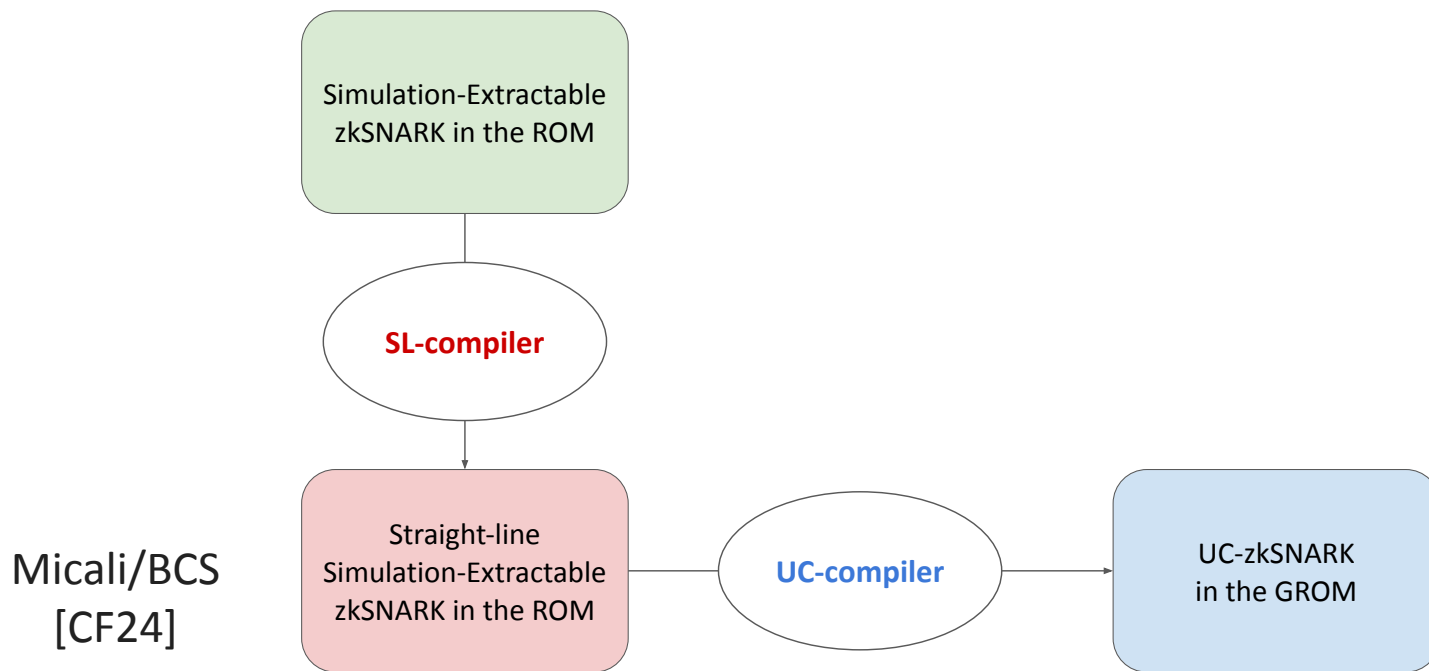 Simulation-Extractable
zkSNARK in the ROM
SL-compiler
Micali/BCS
[CF24]
Straight-line
Simulation-Extractable
zkSNARK in the ROM
UC-compiler
UC-zkSNARK
in the GROM